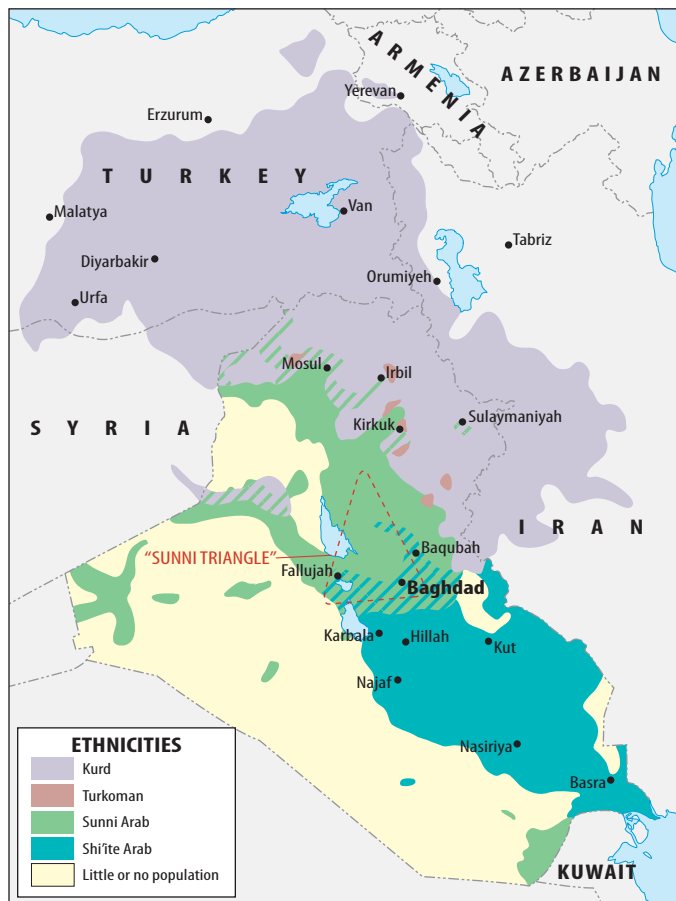 ARMENIA
AZERBAIJAN
Yerevan
Erzurum
TURKEY
Malatya
Van
Tabriz
Diyarbakir
Orumiyeh
Urfa
Mosul
Irbil
SYRIA
Kirkuk
Sulaymaniyah
IRAN
"SUNNI TRIANGLE"
Baqubah
Fallujah
Baghdad
Karbala
Hillah
Kut
Najaf
Nasiriya
Basra
KUWAIT
ETHNICITIES
Kurd
Turkoman
Sunni Arab
Shi'ite Arab
Little or no population